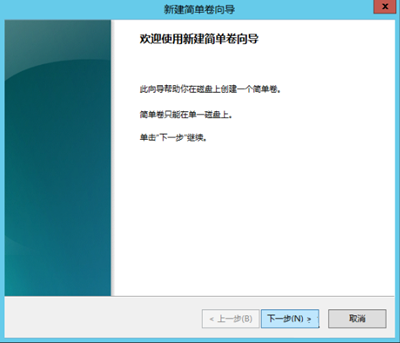 新建简单卷向导
x
欢迎使用新建简单卷向导
此向导帮助你在磁盘上创建一个简单卷。
简单卷只能在单一磁盘上。
单击"下一步"继续。
< 上一步(B) 下一步(N) > 取消